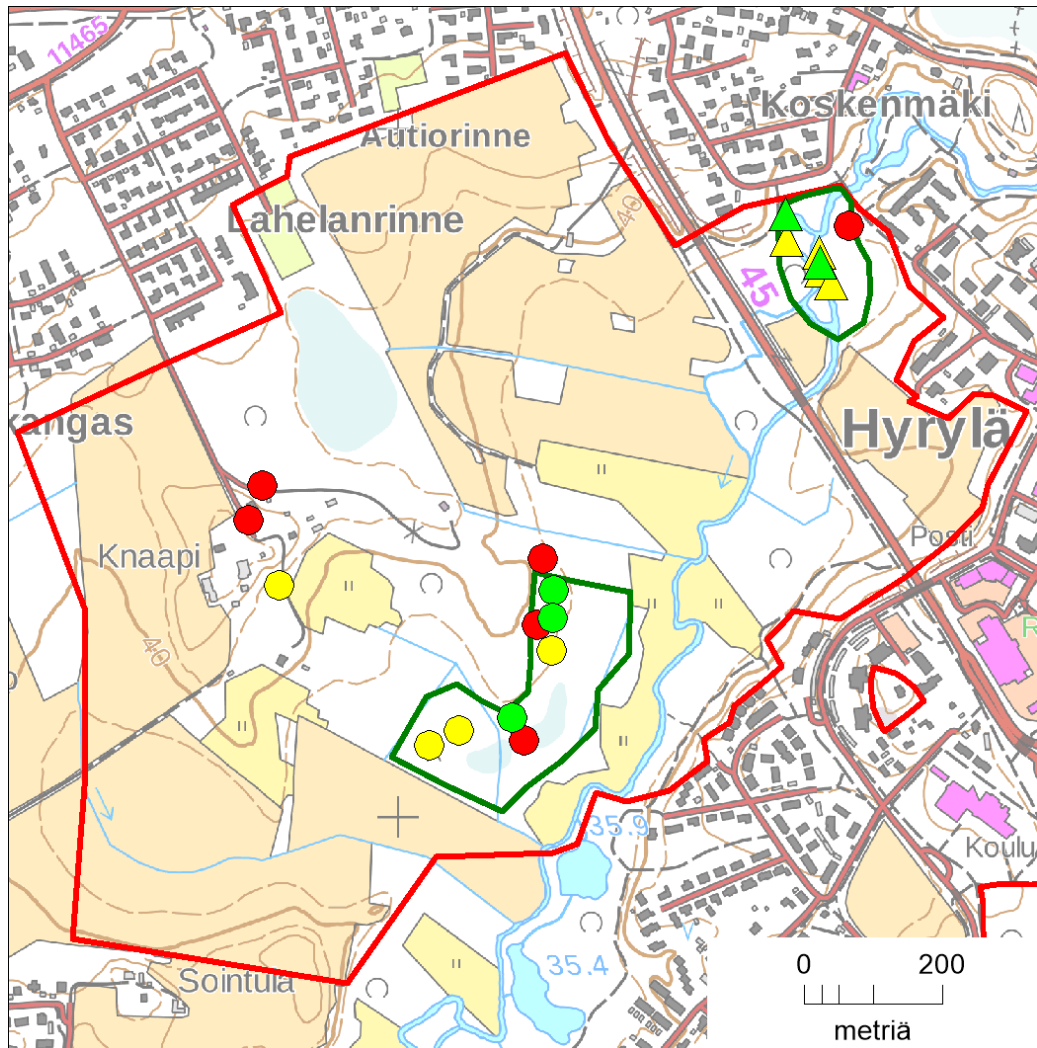 11465
Koskenmäki
Autiorinne
40
Lahelanrinne
45
kangas
Hyrylä
Posti
Knaapi
40
R
35.9
Koulu
35.4
Sointula
0 200
metriä